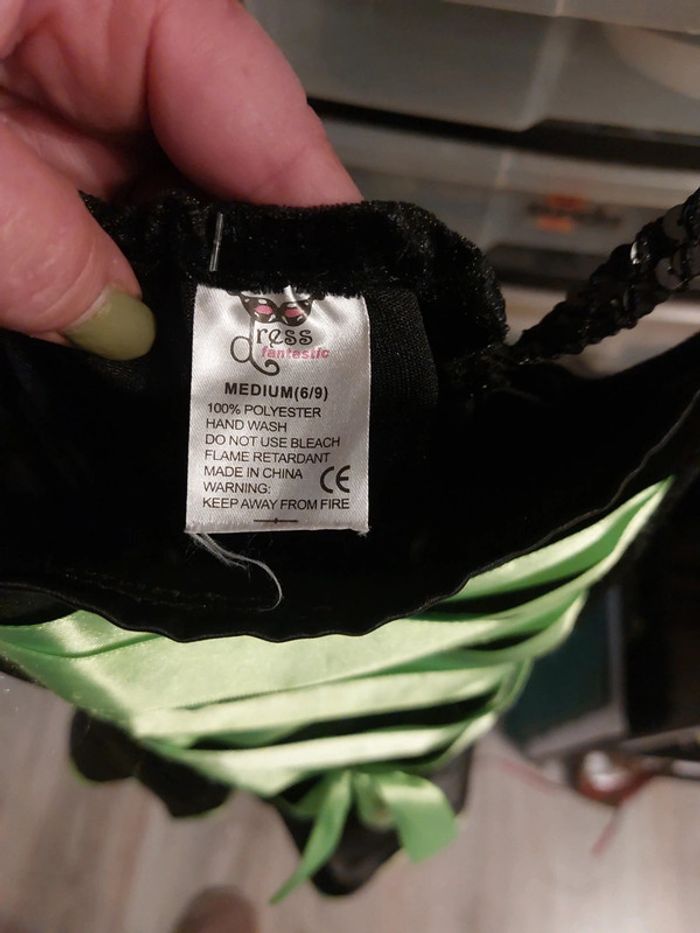 dress
fantastic
MEDIUM(6/9)
100% POLYESTER
HAND WASH
DO NOT USE BLEACH
FLAME RETARDANT
MADE IN CHINA
WARNING: CE
KEEP AWAY FROM FIRE